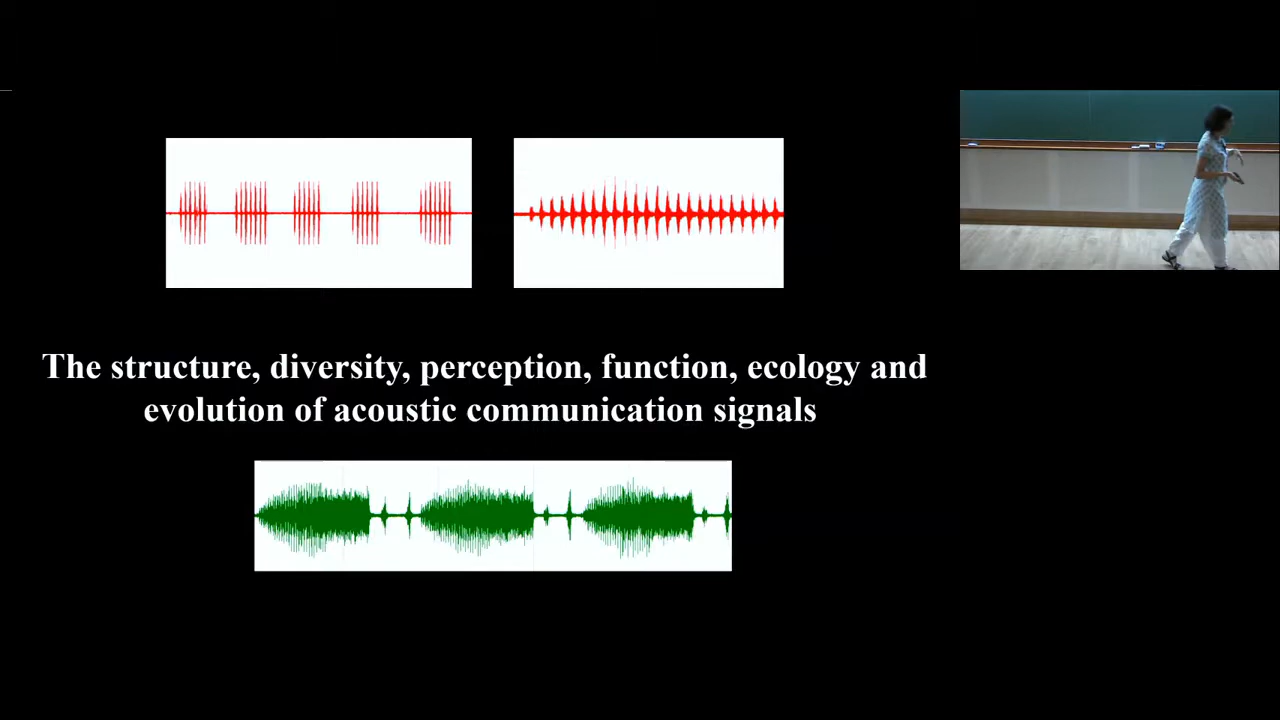 The structure, diversity, perception, function, ecology and
evolution of acoustic communication signals